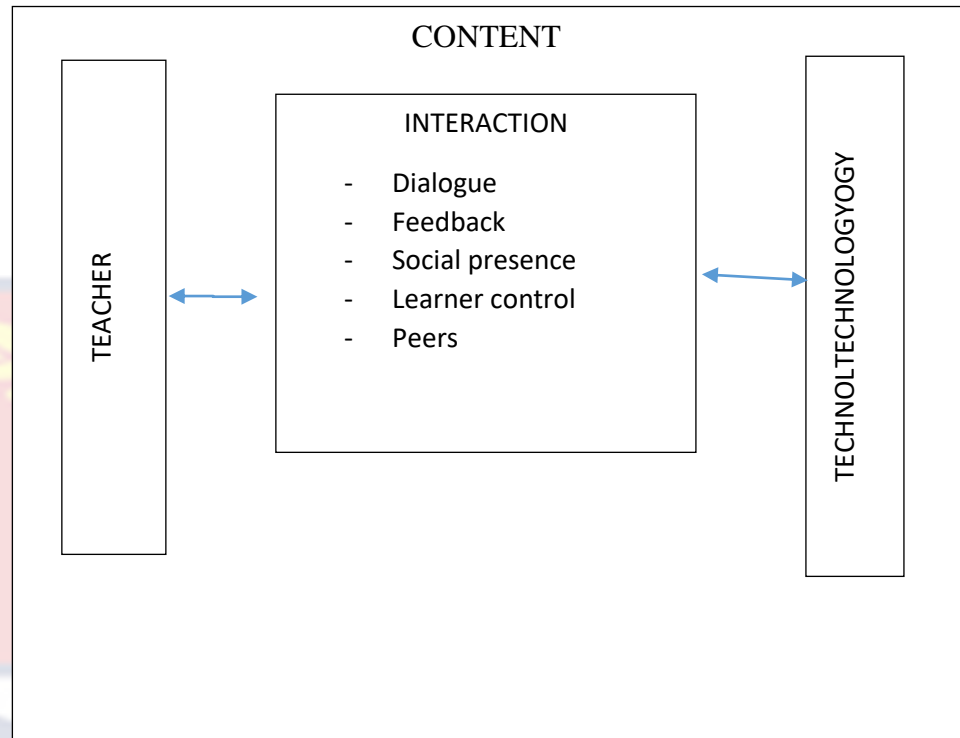 CONTENT
TEACHER
INTERACTION
- Dialogue
- Feedback
- Social presence
- Learner control
- Peers
TECHNOLTECHNOLOGYOGY